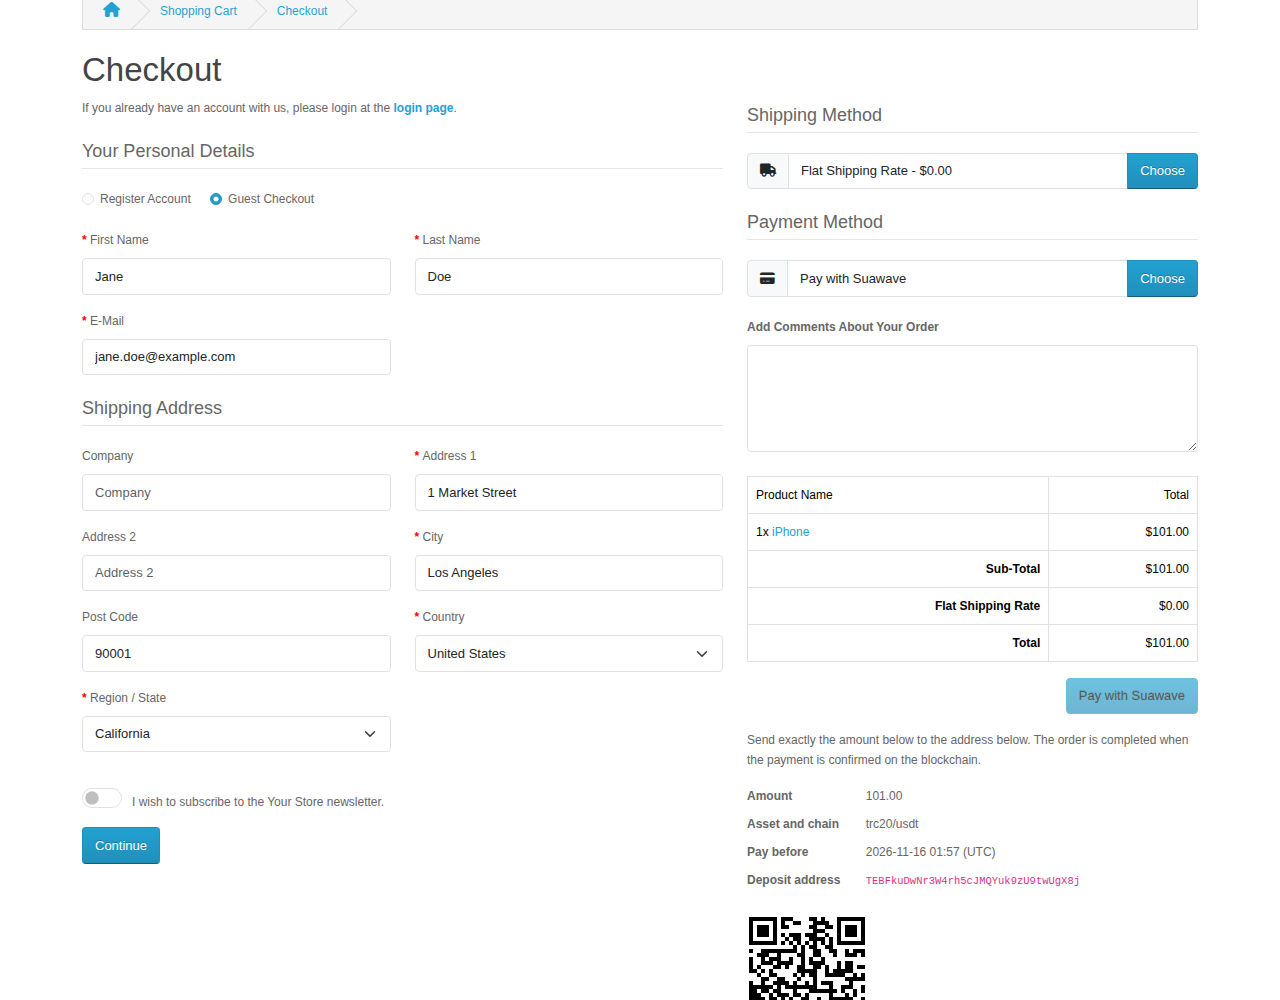 Shopping Cart
Checkout
Checkout
If you already have an account with us, please login at the login page.
Your Personal Details
Register Account
Guest Checkout
* First Name
* Last Name
Jane
Doe
* E-Mail
jane.doe@example.com
Shipping Address
Company
* Address 1
Company
1 Market Street
Address 2
* City
Address 2
Los Angeles
Post Code
* Country
90001
United States
* Region / State
California
I wish to subscribe to the Your Store newsletter.
Continue
Shipping Method
Flat Shipping Rate - $0.00
Choose
Payment Method
Pay with Suawave
Choose
Add Comments About Your Order
Product Name
Total
1x iPhone
$101.00
Sub-Total
$101.00
Flat Shipping Rate
$0.00
Total
$101.00
Pay with Suawave
Send exactly the amount below to the address below. The order is completed when
the payment is confirmed on the blockchain.
Amount
101.00
Asset and chain
trc20/usdt
Pay before
2026-11-16 01:57 (UTC)
Deposit address
TEBFkuDwNr3W4rh5cJMQYuk9zU9twUgX8j